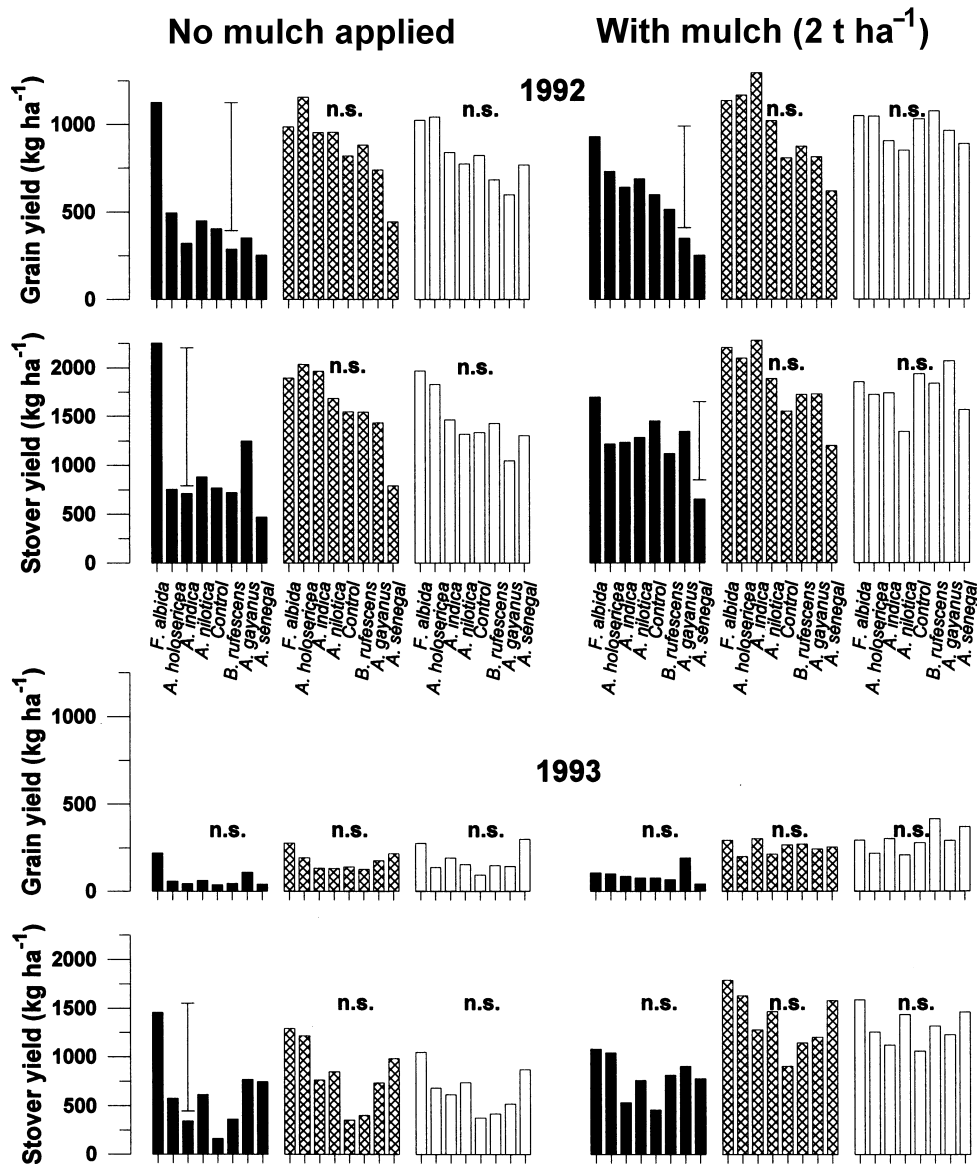 No mulch applied
With mulch (2 t ha⁻¹)
1992
Grain yield (kg ha⁻¹)
1000
500
0
n.s.
n.s.
n.s.
n.s.
Stover yield (kg ha⁻¹)
2000
1500
1000
500
0
n.s.
n.s.
n.s.
n.s.
F. albida
A. holosericea
A. indica
A. nilotica
Control
B. rufescens
A. gayanus
A. senegal
F. albida
A. holosericea
A. indica
A. nilotica
Control
B. rufescens
A. gayanus
A. senegal
F. albida
A. holosericea
A. indica
A. nilotica
Control
B. rufescens
A. gayanus
A. senegal
F. albida
A. holosericea
A. indica
A. nilotica
Control
B. rufescens
A. gayanus
A. senegal
F. albida
A. holosericea
A. indica
A. nilotica
Control
B. rufescens
A. gayanus
A. senegal
F. albida
A. holosericea
A. indica
A. nilotica
Control
B. rufescens
A. gayanus
A. senegal
1993
Grain yield (kg ha⁻¹)
1000
500
0
n.s.
n.s.
n.s.
n.s.
n.s.
n.s.
Stover yield (kg ha⁻¹)
2000
1500
1000
500
0
n.s.
n.s.
n.s.
n.s.
n.s.